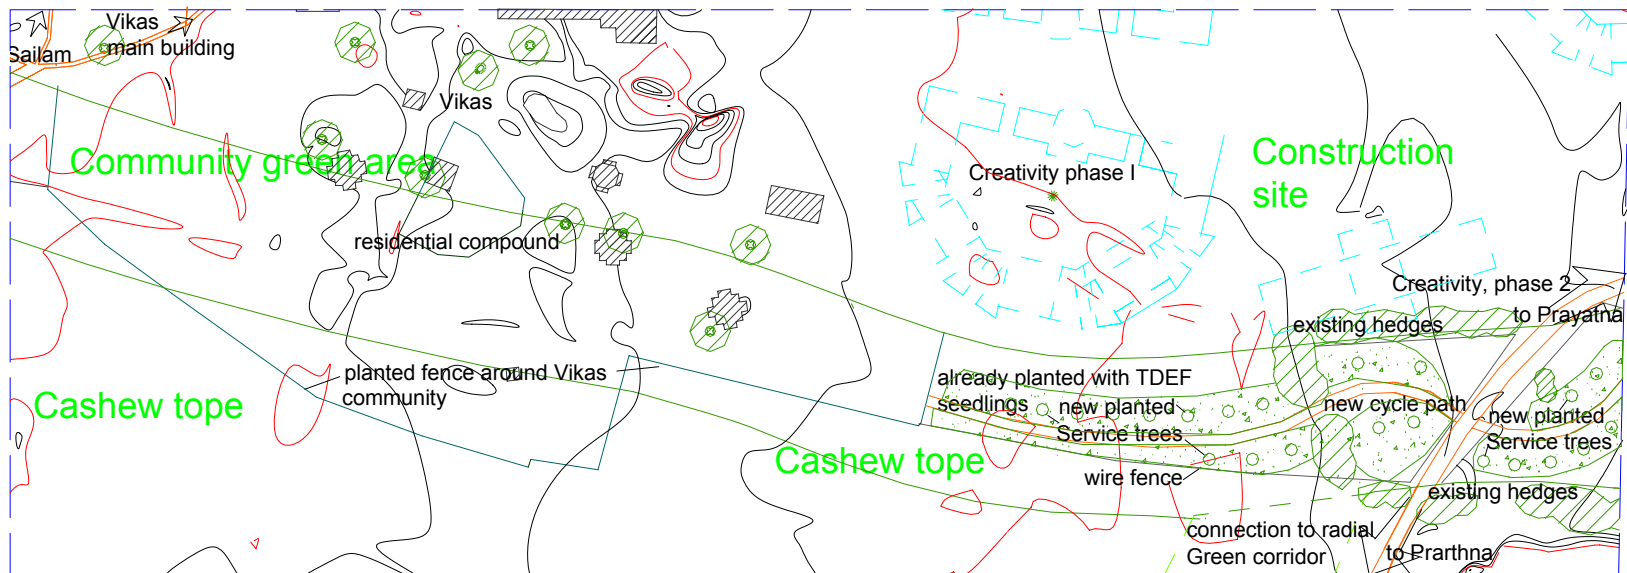 Vikas
main building
Sailam
Vikas
Community green area
Creativity phase I
Construction
site
residential compound
Creativity, phase 2
to Prayatna
existing hedges
planted fence around Vikas
community
already planted with TDEF
seedlings
new planted
Service trees
new cycle path
new planted
Service trees
Cashew tope
Cashew tope
wire fence
existing hedges
connection to radial
Green corridor
to Prarthna